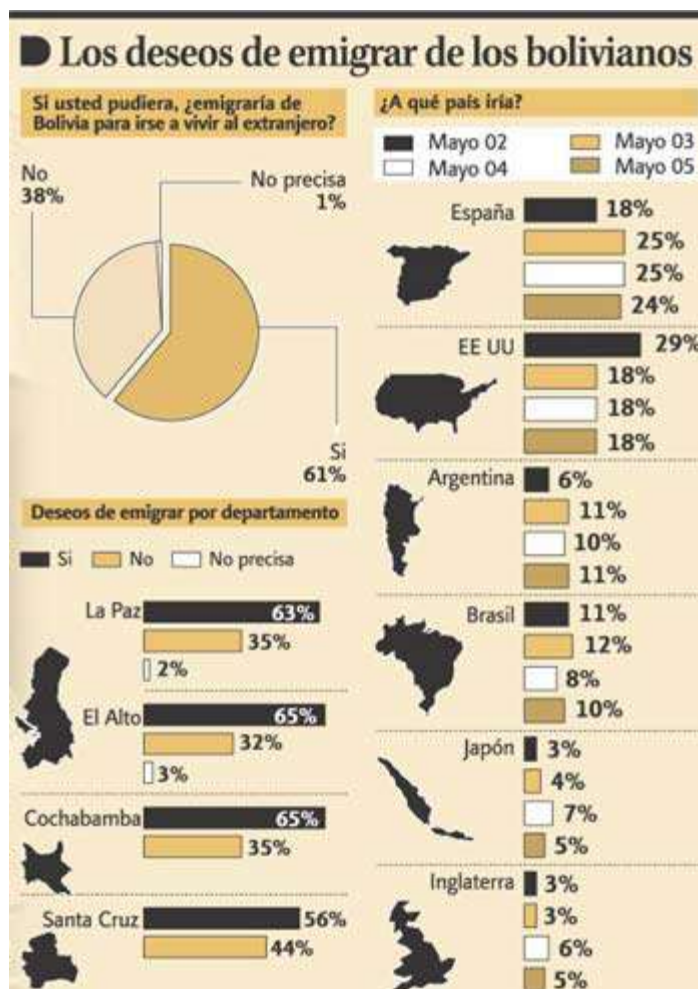 Los deseos de emigrar de los bolivianos
Si usted pudiera, ¿emigraría de
Bolivia para irse a vivir al extranjero?
No
38%
No precisa
1%
Si
61%
Deseos de emigrar por departamento
Si No No precisa
La Paz 63%
35%
2%
El Alto 65%
32%
3%
Cochabamba 65%
35%
Santa Cruz 56%
44%
¿A qué país iría?
Mayo 02 Mayo 03
Mayo 04 Mayo 05
España 18%
25%
25%
24%
EE UU 29%
18%
18%
18%
Argentina 6%
11%
10%
11%
Brasil 11%
12%
8%
10%
Japón 3%
4%
7%
5%
Inglaterra 3%
3%
6%
5%